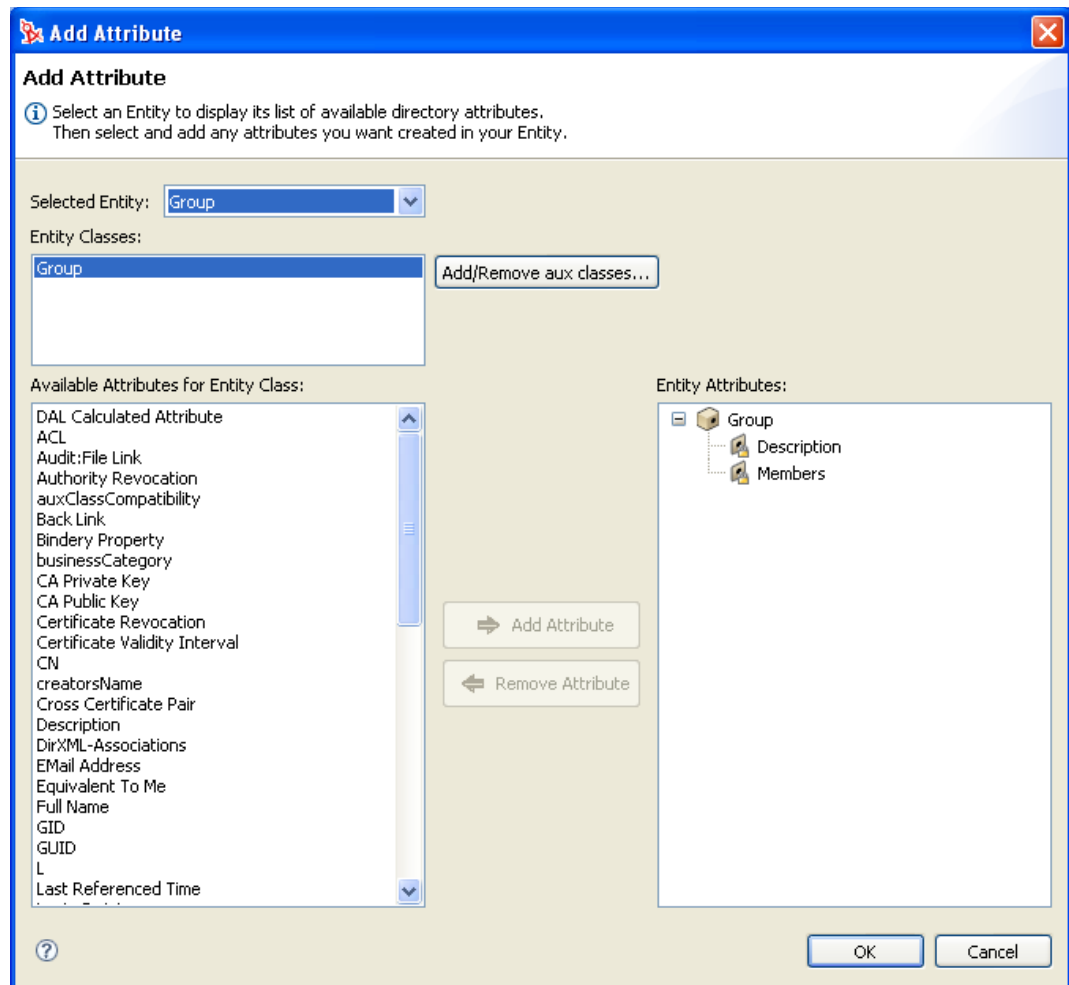 Add Attribute
Add Attribute
Select an Entity to display its list of available directory attributes.
Then select and add any attributes you want created in your Entity.
Selected Entity: Group
Entity Classes:
Group
Add/Remove aux classes...
Available Attributes for Entity Class:
DAL Calculated Attribute
ACL
Audit:File Link
Authority Revocation
auxClassCompatibility
Back Link
Bindery Property
businessCategory
CA Private Key
CA Public Key
Certificate Revocation
Certificate Validity Interval
CN
creatorsName
Cross Certificate Pair
Description
DirXML-Associations
EMail Address
Equivalent To Me
Full Name
GID
GUID
L
Last Referenced Time
Add Attribute
Remove Attribute
Entity Attributes:
Group
Description
Members
OK
Cancel